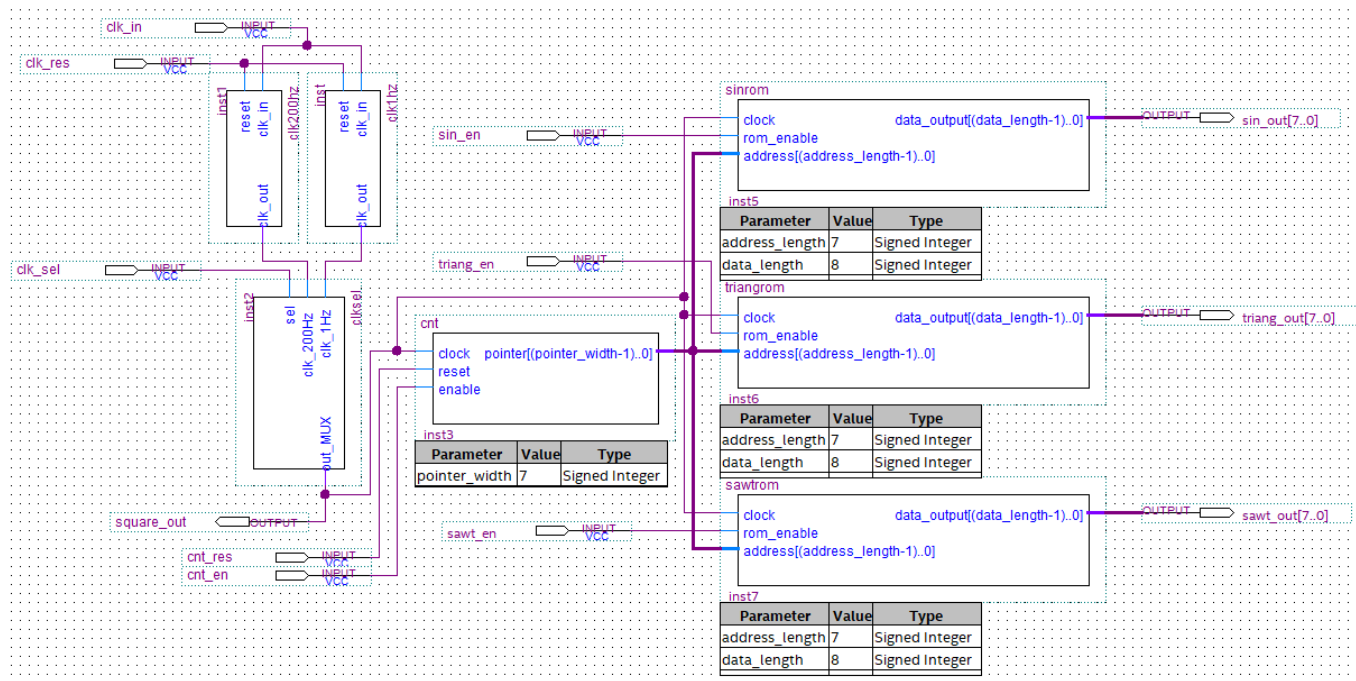 clk_in
INPUT
VCC
clk_res
INPUT
VCC
inst1
reset
clk_in
clk200hz
clk_out
inst
reset
clk_in
clk1hz
clk_out
clk_sel
INPUT
VCC
inst2
sel
clk_200Hz
clk_1Hz
clksel
out_MUX
square_out
OUTPUT
cnt_res
INPUT
VCC
cnt_en
INPUT
VCC
cnt
clock pointer[(pointer_width-1)..0]
reset
enable
inst3
Parameter Value Type
pointer_width 7 Signed Integer
sin_en
INPUT
VCC
sinrom
clock data_output[(data_length-1)..0]
rom_enable
address[(address_length-1)..0]
OUTPUT
sin_out[7..0]
inst5
Parameter Value Type
address_length 7 Signed Integer
data_length 8 Signed Integer
triang_en
INPUT
VCC
triangrom
clock data_output[(data_length-1)..0]
rom_enable
address[(address_length-1)..0]
OUTPUT
triang_out[7..0]
inst6
Parameter Value Type
address_length 7 Signed Integer
data_length 8 Signed Integer
sawt_en
INPUT
VCC
sawtrom
clock data_output[(data_length-1)..0]
rom_enable
address[(address_length-1)..0]
OUTPUT
sawt_out[7..0]
inst7
Parameter Value Type
address_length 7 Signed Integer
data_length 8 Signed Integer